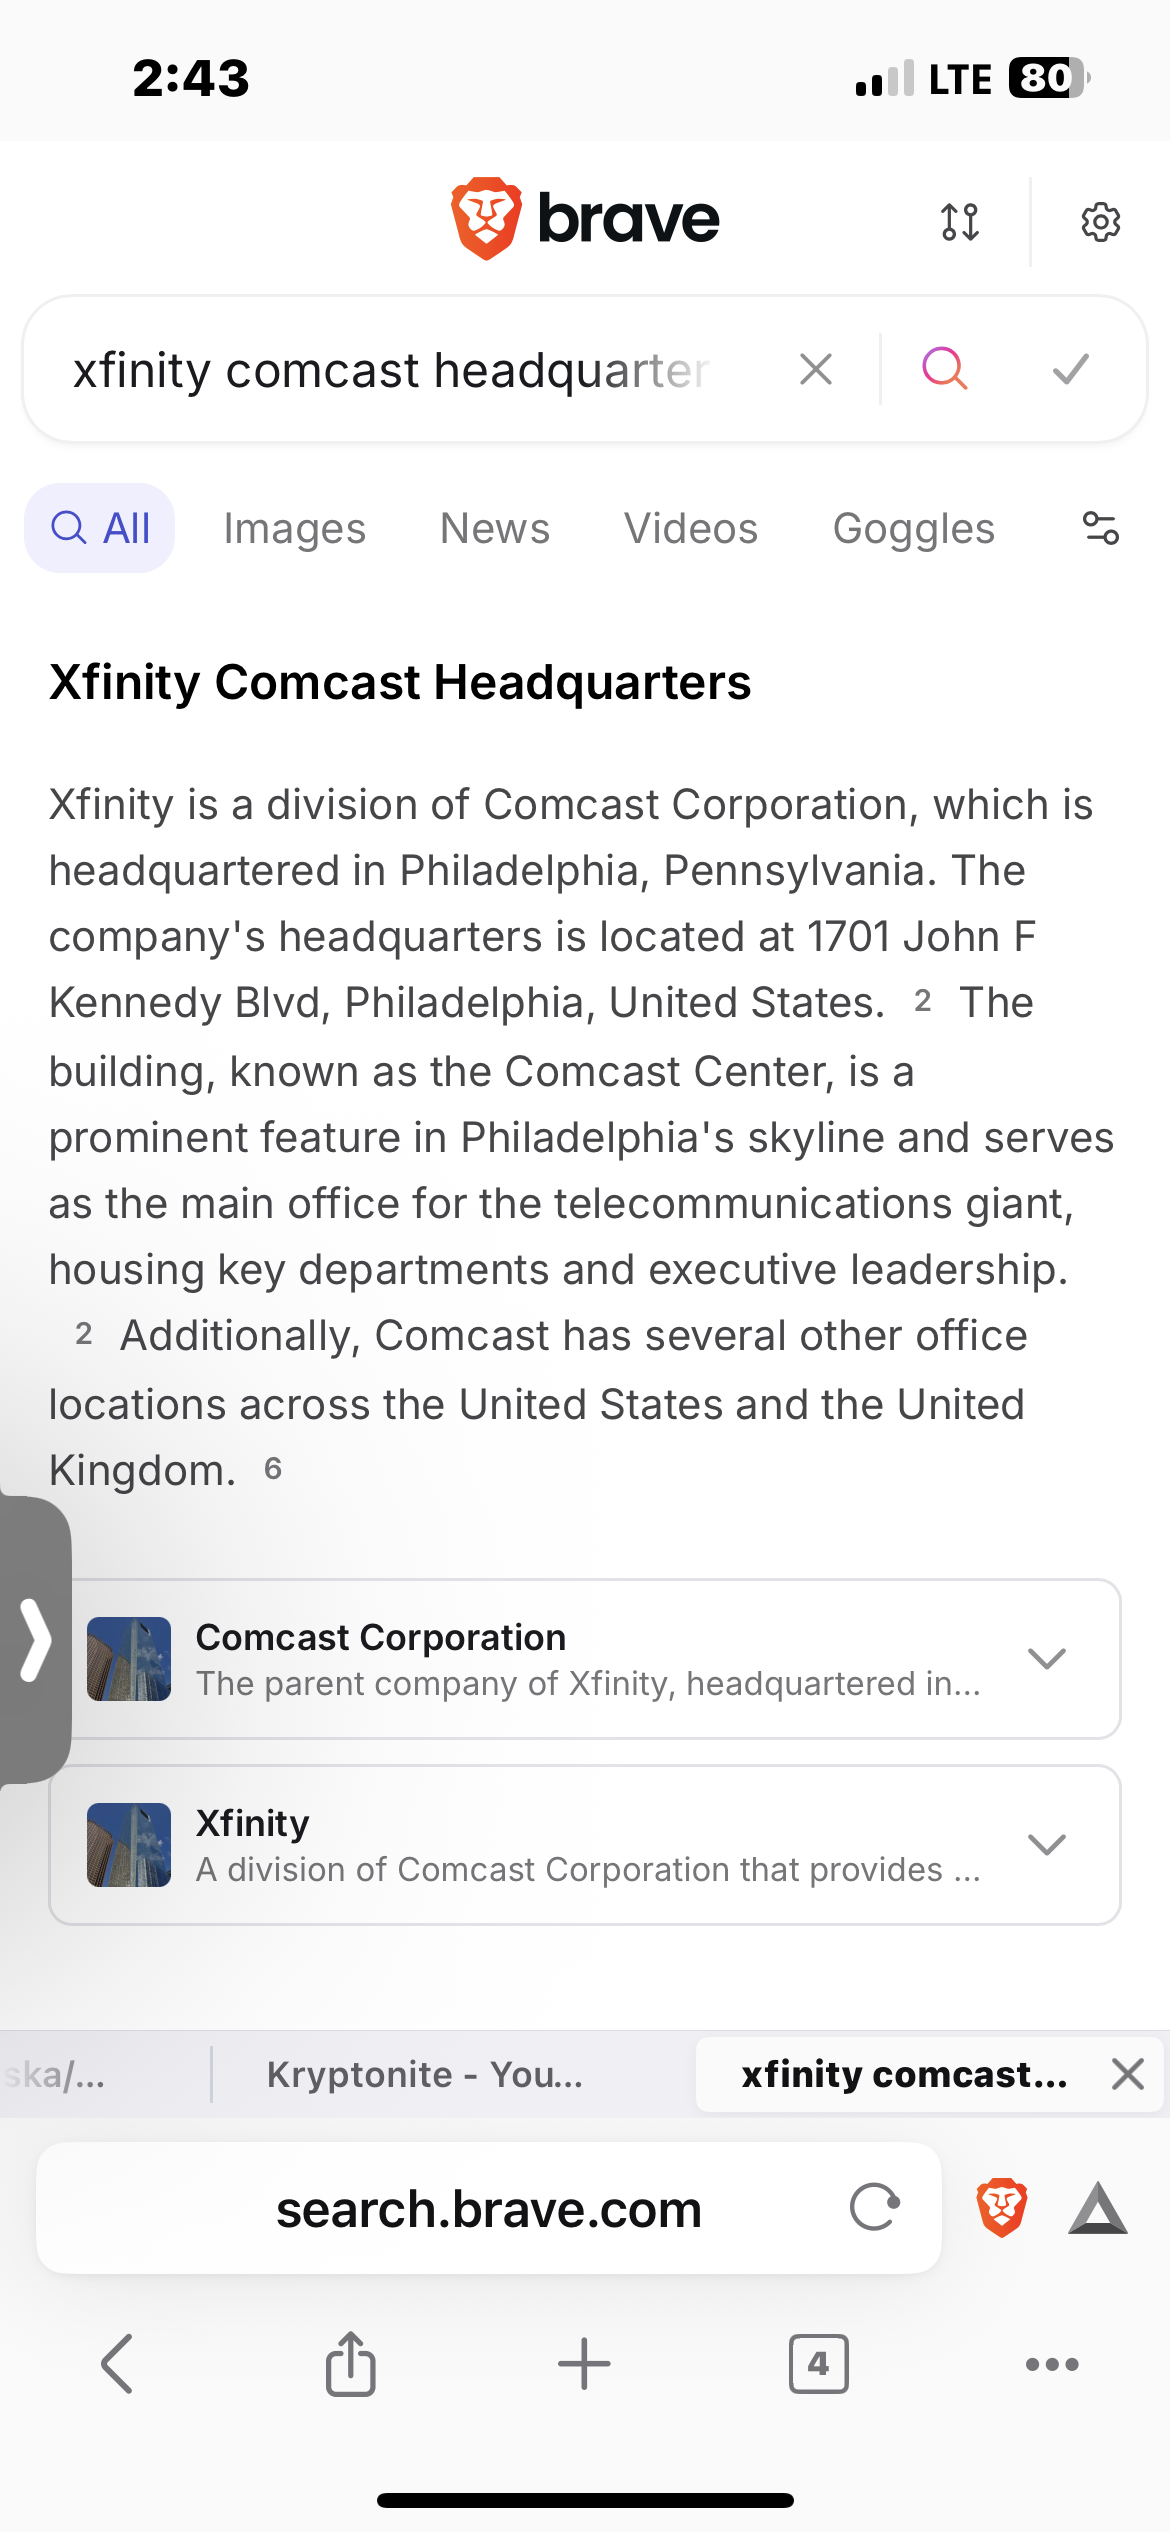 2:43
LTE 80
brave
xfinity comcast headquarter
All Images News Videos Goggles
Xfinity Comcast Headquarters
Xfinity is a division of Comcast Corporation, which is
headquartered in Philadelphia, Pennsylvania. The
company's headquarters is located at 1701 John F
Kennedy Blvd, Philadelphia, United States. 2 The
building, known as the Comcast Center, is a
prominent feature in Philadelphia's skyline and serves
as the main office for the telecommunications giant,
housing key departments and executive leadership.
2 Additionally, Comcast has several other office
locations across the United States and the United
Kingdom. 6
Comcast Corporation
The parent company of Xfinity, headquartered in...
Xfinity
A division of Comcast Corporation that provides ...
ska/... Kryptonite - You... xfinity comcast...
search.brave.com
4